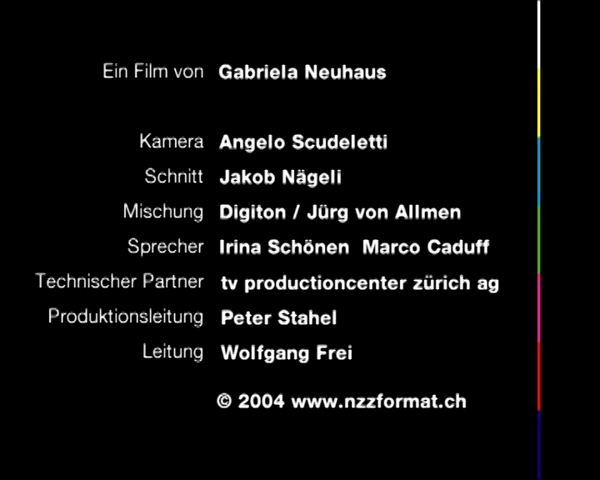 Ein Film von Gabriela Neuhaus
Kamera Angelo Scudeletti
Schnitt Jakob Nägeli
Mischung Digiton / Jürg von Allmen
Sprecher Irina Schönen Marco Caduff
Technischer Partner tv productioncenter zürich ag
Produktionsleitung Peter Stahel
Leitung Wolfgang Frei
© 2004 www.nzzformat.ch